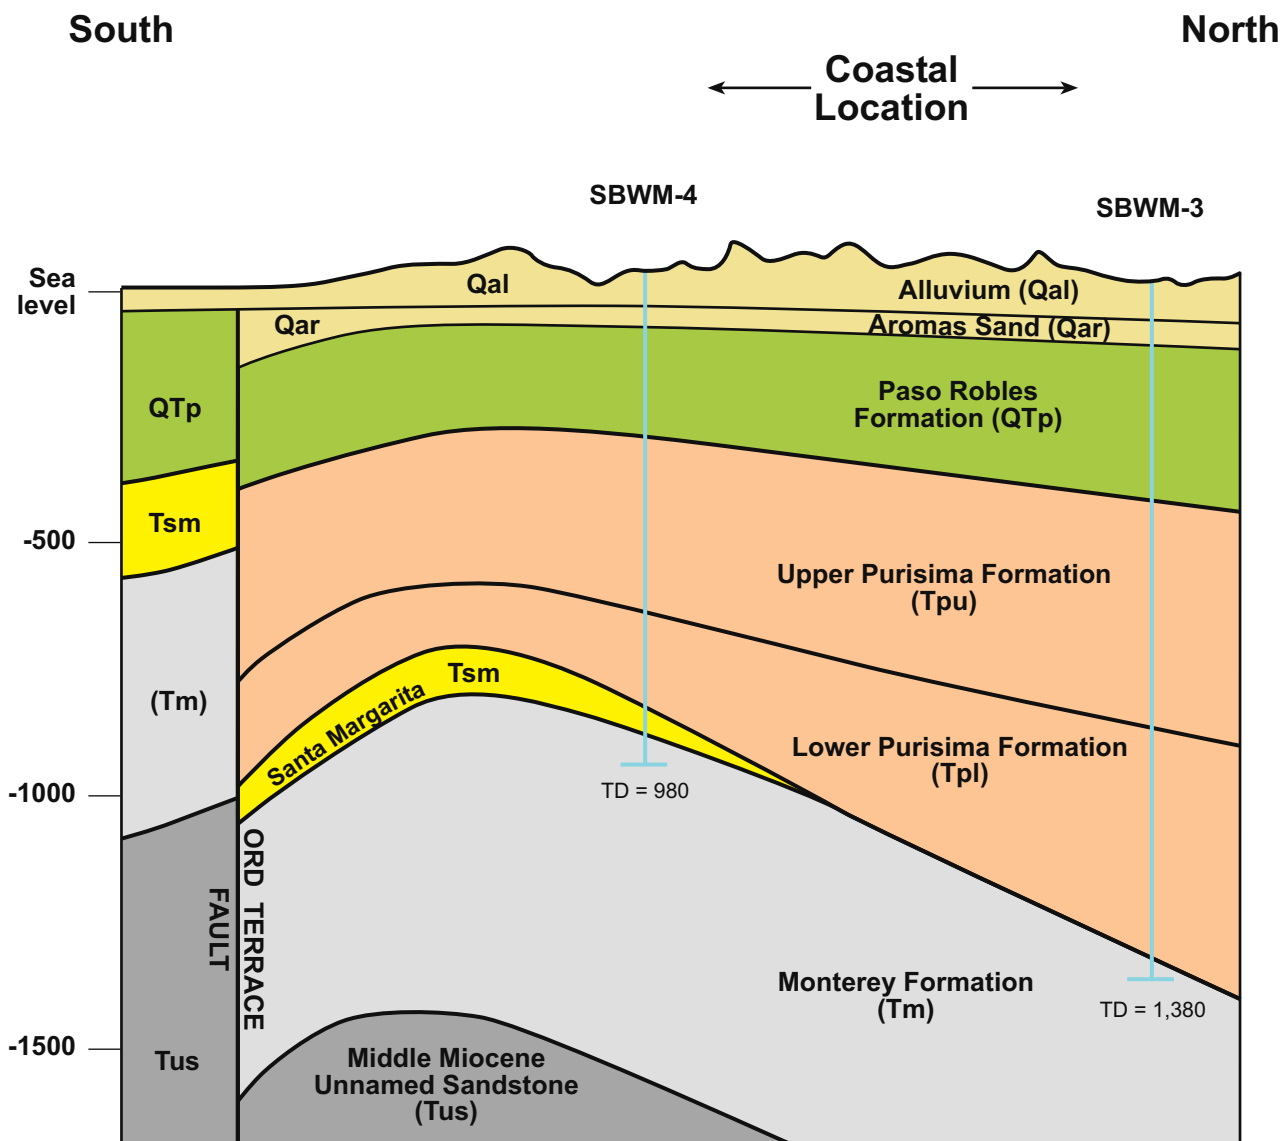 South
North
Coastal
Location
SBWM-4
SBWM-3
Sea
level
Qal
Alluvium (Qal)
Qar
Aromas Sand (Qar)
QTp
Paso Robles
Formation (QTp)
Tsm
-500
Upper Purisima Formation
(Tpu)
Tsm
(Tm)
Santa Margarita
Lower Purisima Formation
(Tpl)
-1000
TD = 980
ORD TERRACE
FAULT
Monterey Formation
(Tm)
TD = 1,380
-1500
Tus
Middle Miocene
Unnamed Sandstone
(Tus)